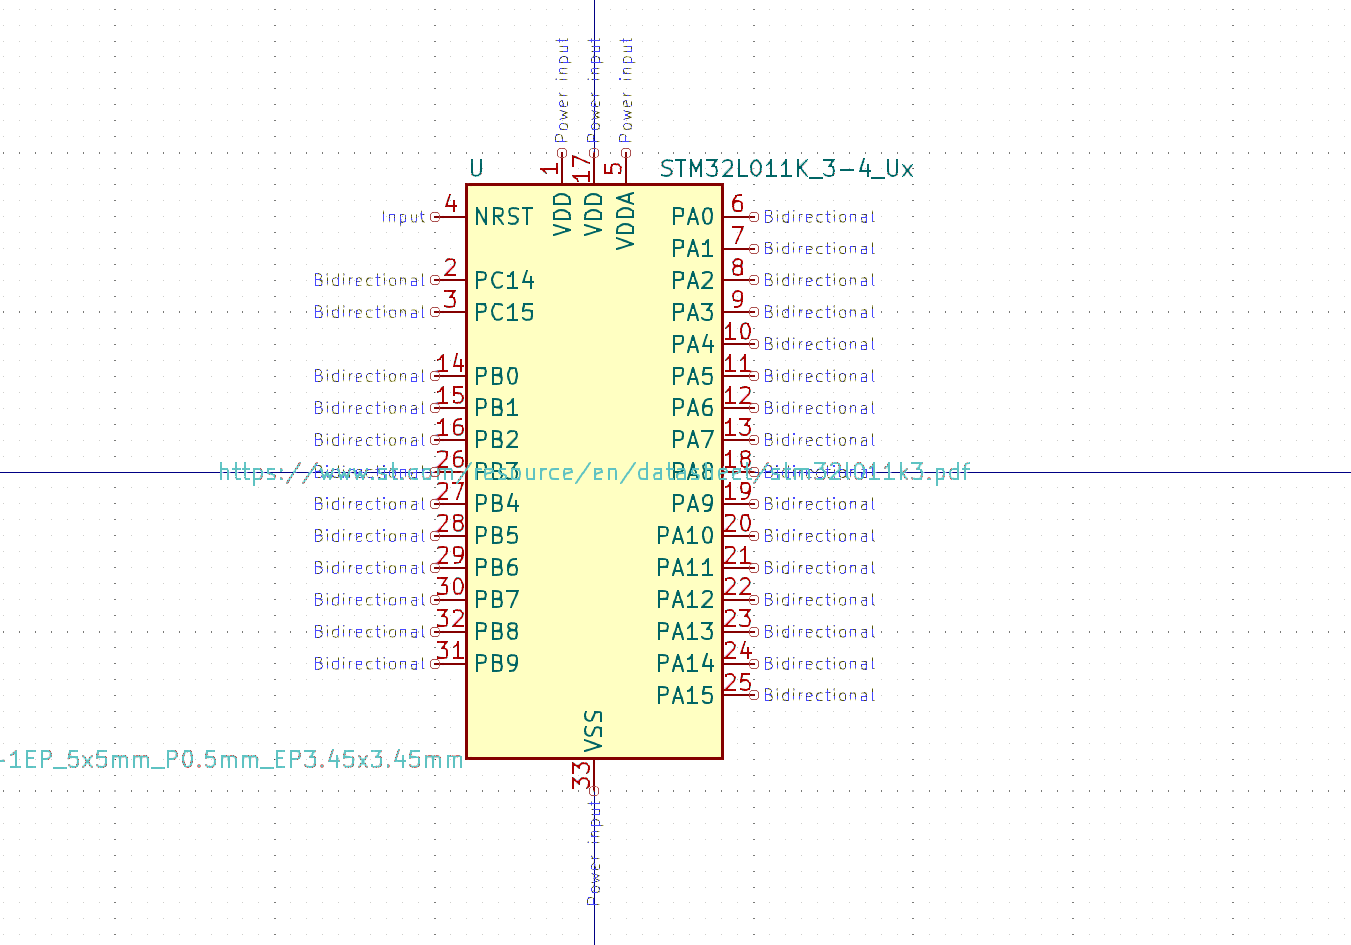 Power input Power input Power input
1 17 5
U STM32L011K_3-4_Ux
VDD VDD VDDA
Input 4 NRST PA0 6 Bidirectional
PA1 7 Bidirectional
Bidirectional 2 PC14 PA2 8 Bidirectional
Bidirectional 3 PC15 PA3 9 Bidirectional
PA4 10 Bidirectional
Bidirectional 14 PB0 PA5 11 Bidirectional
Bidirectional 15 PB1 PA6 12 Bidirectional
Bidirectional 16 PB2 PA7 13 Bidirectional
Bidirectional 26 PB3 PA8 18 Bidirectional
https://www.st.com/resource/en/datasheet/stm32l011k3.pdf
Bidirectional 27 PB4 PA9 19 Bidirectional
Bidirectional 28 PB5 PA10 20 Bidirectional
Bidirectional 29 PB6 PA11 21 Bidirectional
Bidirectional 30 PB7 PA12 22 Bidirectional
Bidirectional 32 PB8 PA13 23 Bidirectional
Bidirectional 31 PB9 PA14 24 Bidirectional
PA15 25 Bidirectional
VSS
-1EP_5x5mm_P0.5mm_EP3.45x3.45mm
33
Power input